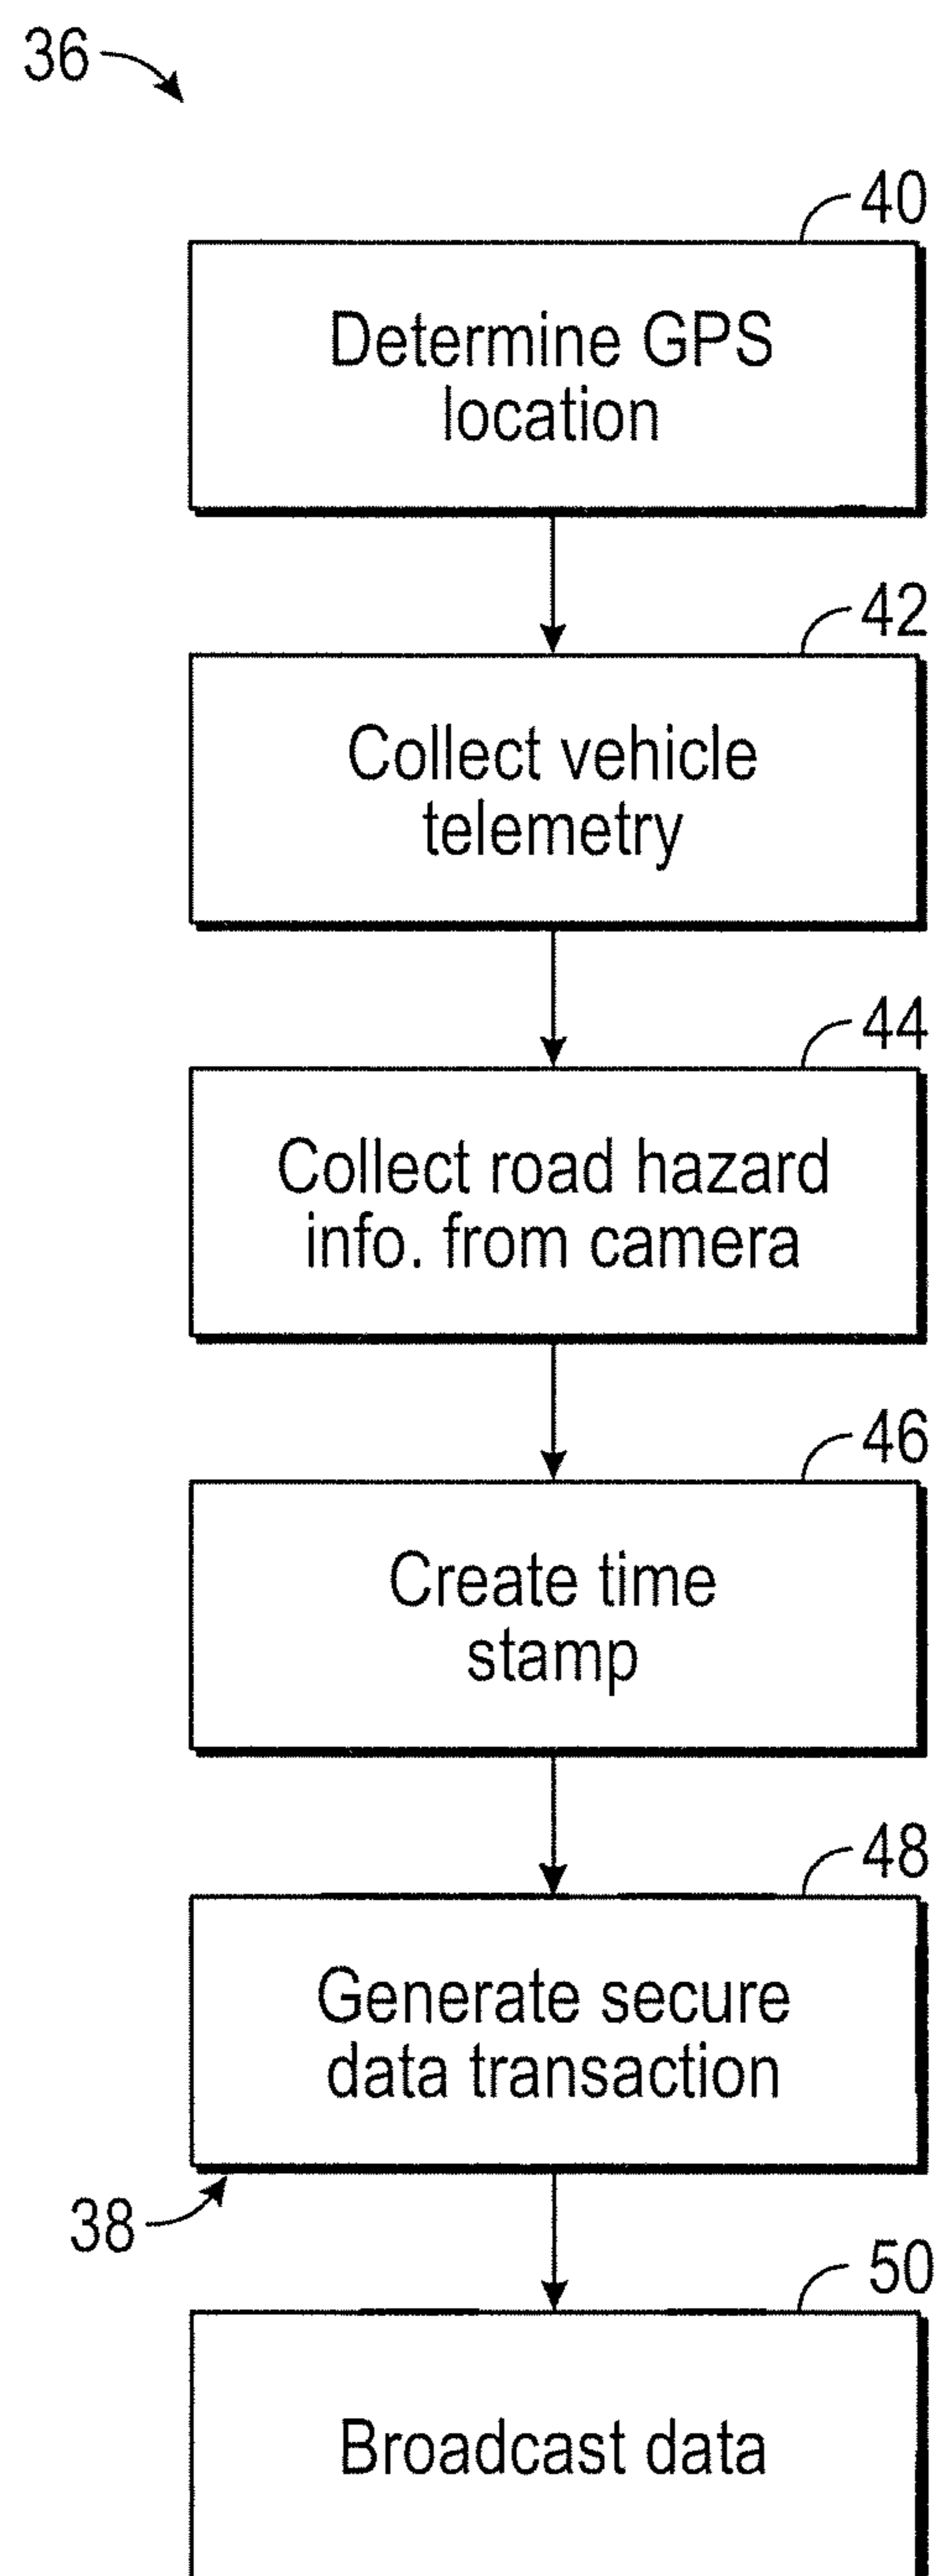 36
40
Determine GPS
location
42
Collect vehicle
telemetry
44
Collect road hazard
info. from camera
46
Create time
stamp
48
Generate secure
data transaction
38
50
Broadcast data